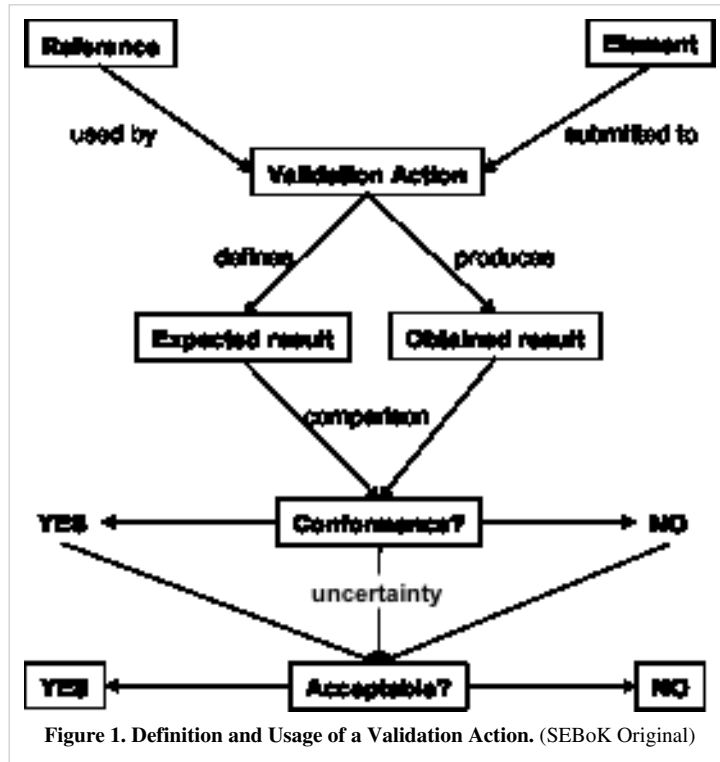 Reference Element
used by submitted to
Validation Action
defines produces
Expected result Obtained result
comparison
YES Conformance? NO
uncertainty
YES Acceptable? NO
Figure 1. Definition and Usage of a Validation Action. (SEBoK Original)